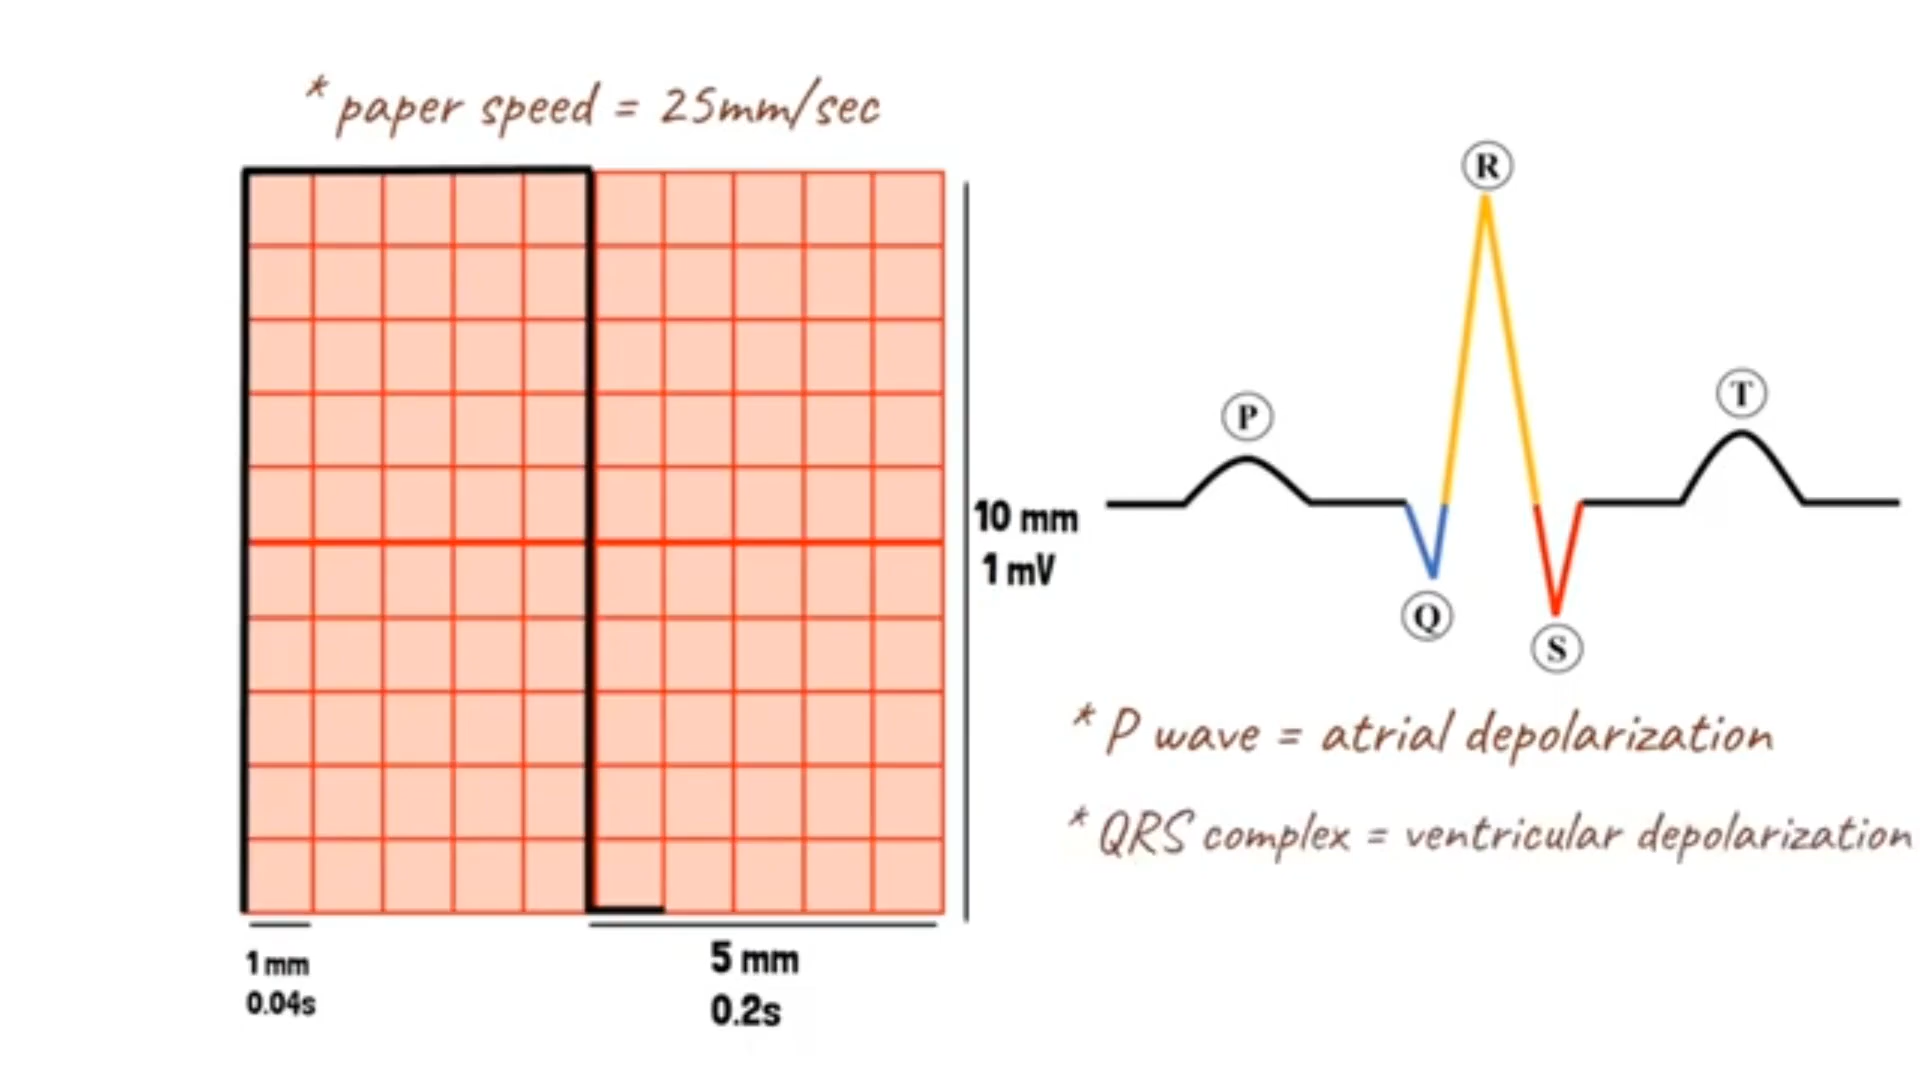 * paper speed = 25mm/sec
10 mm
1 mV
1 mm
0.04s
5 mm
0.2s
R
P
T
Q
S
* P wave = atrial depolarization
* QRS complex = ventricular depolarization